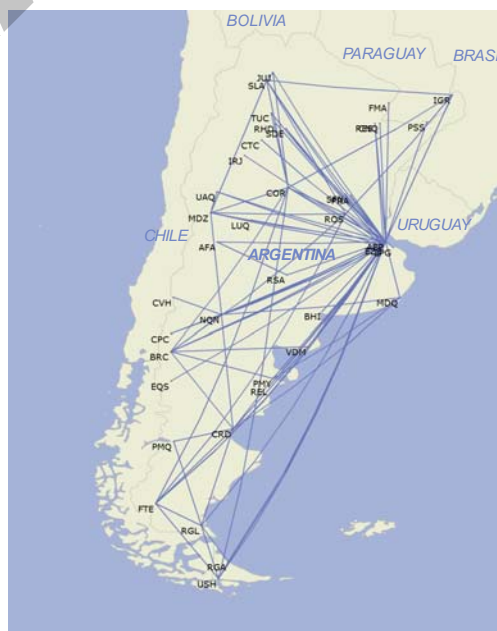 BOLIVIA
PARAGUAY
BRASI
JUJ
SLA
IGR
FMA
TUC
RHD
SDE
PSS
CTC
IRJ
COR
UAQ
MDZ
LUQ
ROS
URUGUAY
CHILE
AFA
ARGENTINA
RSA
CVH
MDQ
NQN
BHI
CPC
BRC
VDM
EQS
PMY
REL
CRD
PMQ
FTE
RGL
RGA
USH